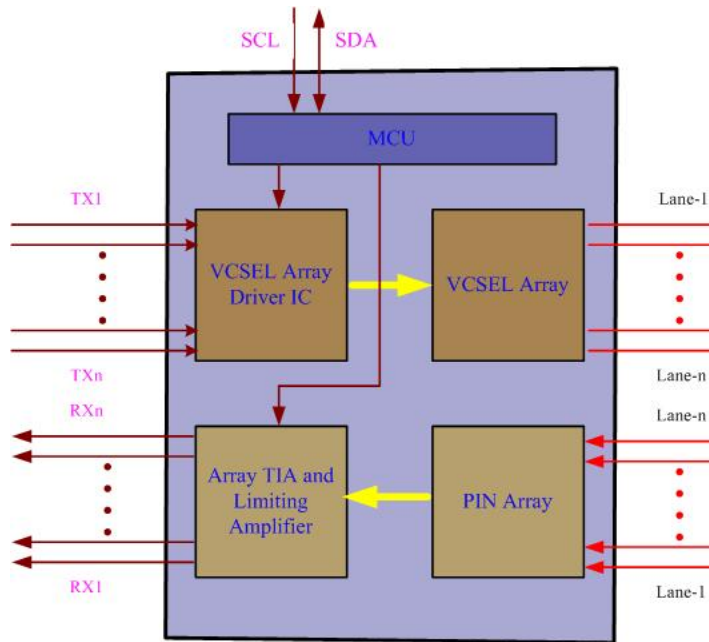 SCL SDA
MCU
TX1
Lane-1
VCSEL Array
Driver IC
VCSEL Array
TXn
Lane-n
RXn
Lane-n
Array TIA and
Limiting
Amplifier
PIN Array
RX1
Lane-1